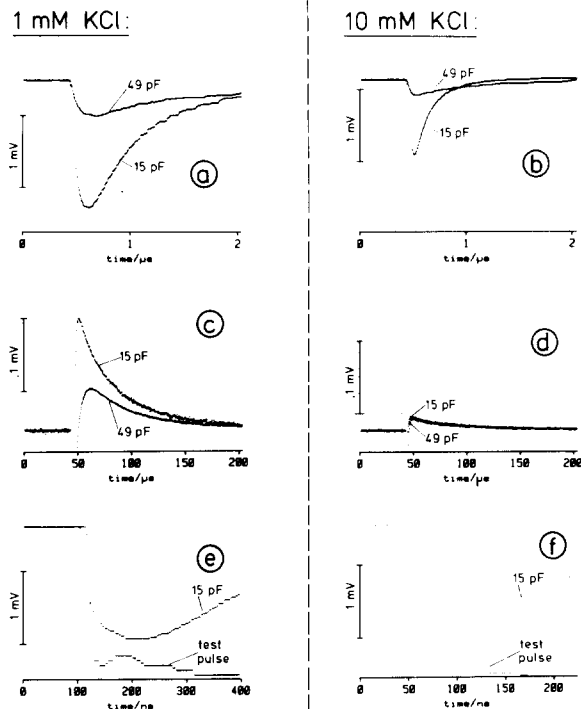 1 mM KCl:
10 mM KCl:
49 pF
15 pF
1 mV
a
0 1 2
time/µs
49 pF
15 pF
1 mV
b
0 1 2
time/µs
15 pF
49 pF
1 mV
c
0 50 100 150 200
time/µs
15 pF
49 pF
1 mV
d
0 50 100 150 200
time/µs
15 pF
test
pulse
1 mV
e
0 100 200 300 400
time/ns
15 pF
test
pulse
1 mV
f
0 50 100 150 200
time/ns